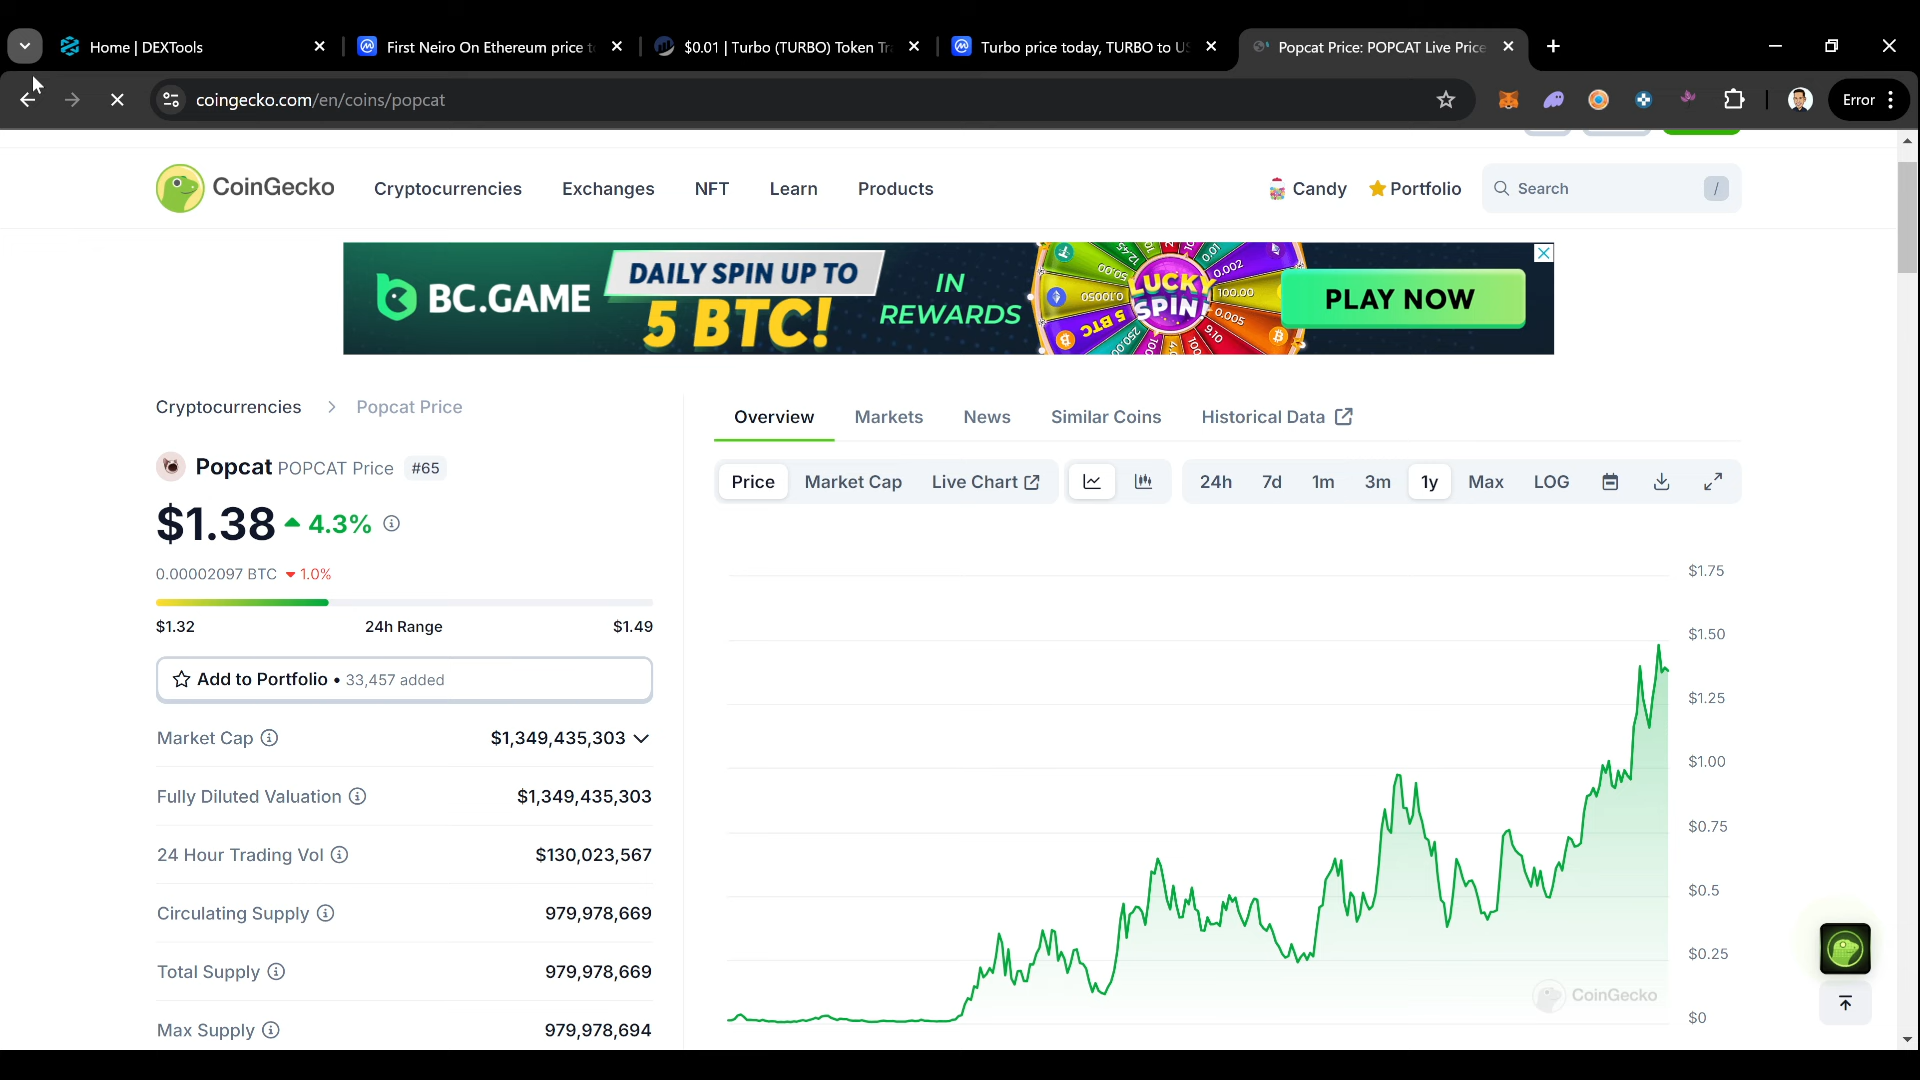 Home | DEXTools
First Neiro On Ethereum price to
$0.01 | Turbo (TURBO) Token Tr
Turbo price today, TURBO to US
Popcat Price: POPCAT Live Price
coingecko.com/en/coins/popcat
Error
CoinGecko
Cryptocurrencies
Exchanges
NFT
Learn
Products
Candy
Portfolio
Search
/
BC.GAME
DAILY SPIN UP TO
5 BTC!
IN
REWARDS
LUCKY
SPIN!
PLAY NOW
Cryptocurrencies
Popcat Price
Popcat POPCAT Price #65
$1.38 4.3%
0.00002097 BTC 1.0%
$1.32 24h Range $1.49
Add to Portfolio • 33,457 added
Market Cap $1,349,435,303
Fully Diluted Valuation $1,349,435,303
24 Hour Trading Vol $130,023,567
Circulating Supply 979,978,669
Total Supply 979,978,669
Max Supply 979,978,694
Overview Markets News Similar Coins Historical Data
Price Market Cap Live Chart 24h 7d 1m 3m 1y Max LOG
$1.75
$1.50
$1.25
$1.00
$0.75
$0.5
$0.25
$0
CoinGecko